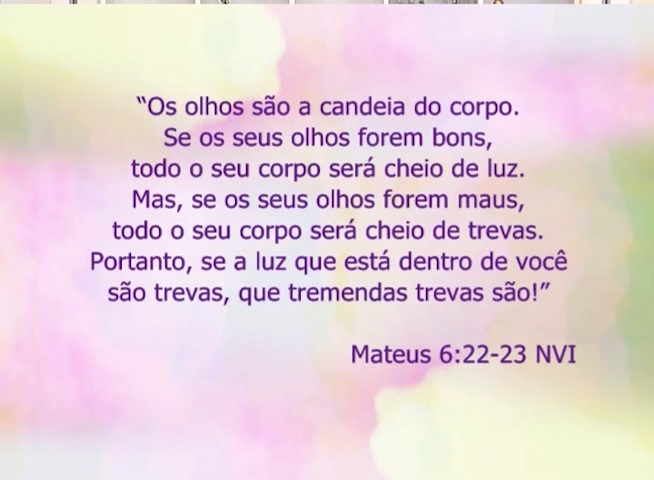 “Os olhos são a candeia do corpo.
Se os seus olhos forem bons,
todo o seu corpo será cheio de luz.
Mas, se os seus olhos forem maus,
todo o seu corpo será cheio de trevas.
Portanto, se a luz que está dentro de você
são trevas, que tremendas trevas são!”
Mateus 6:22-23 NVI